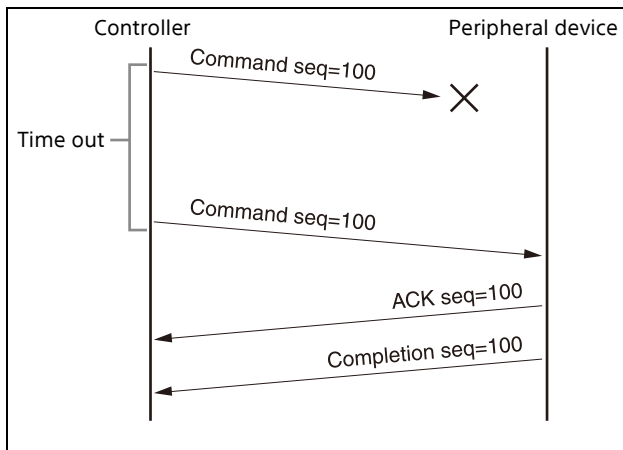 Controller
Peripheral device
Command seq=100
Time out
Command seq=100
ACK seq=100
Completion seq=100